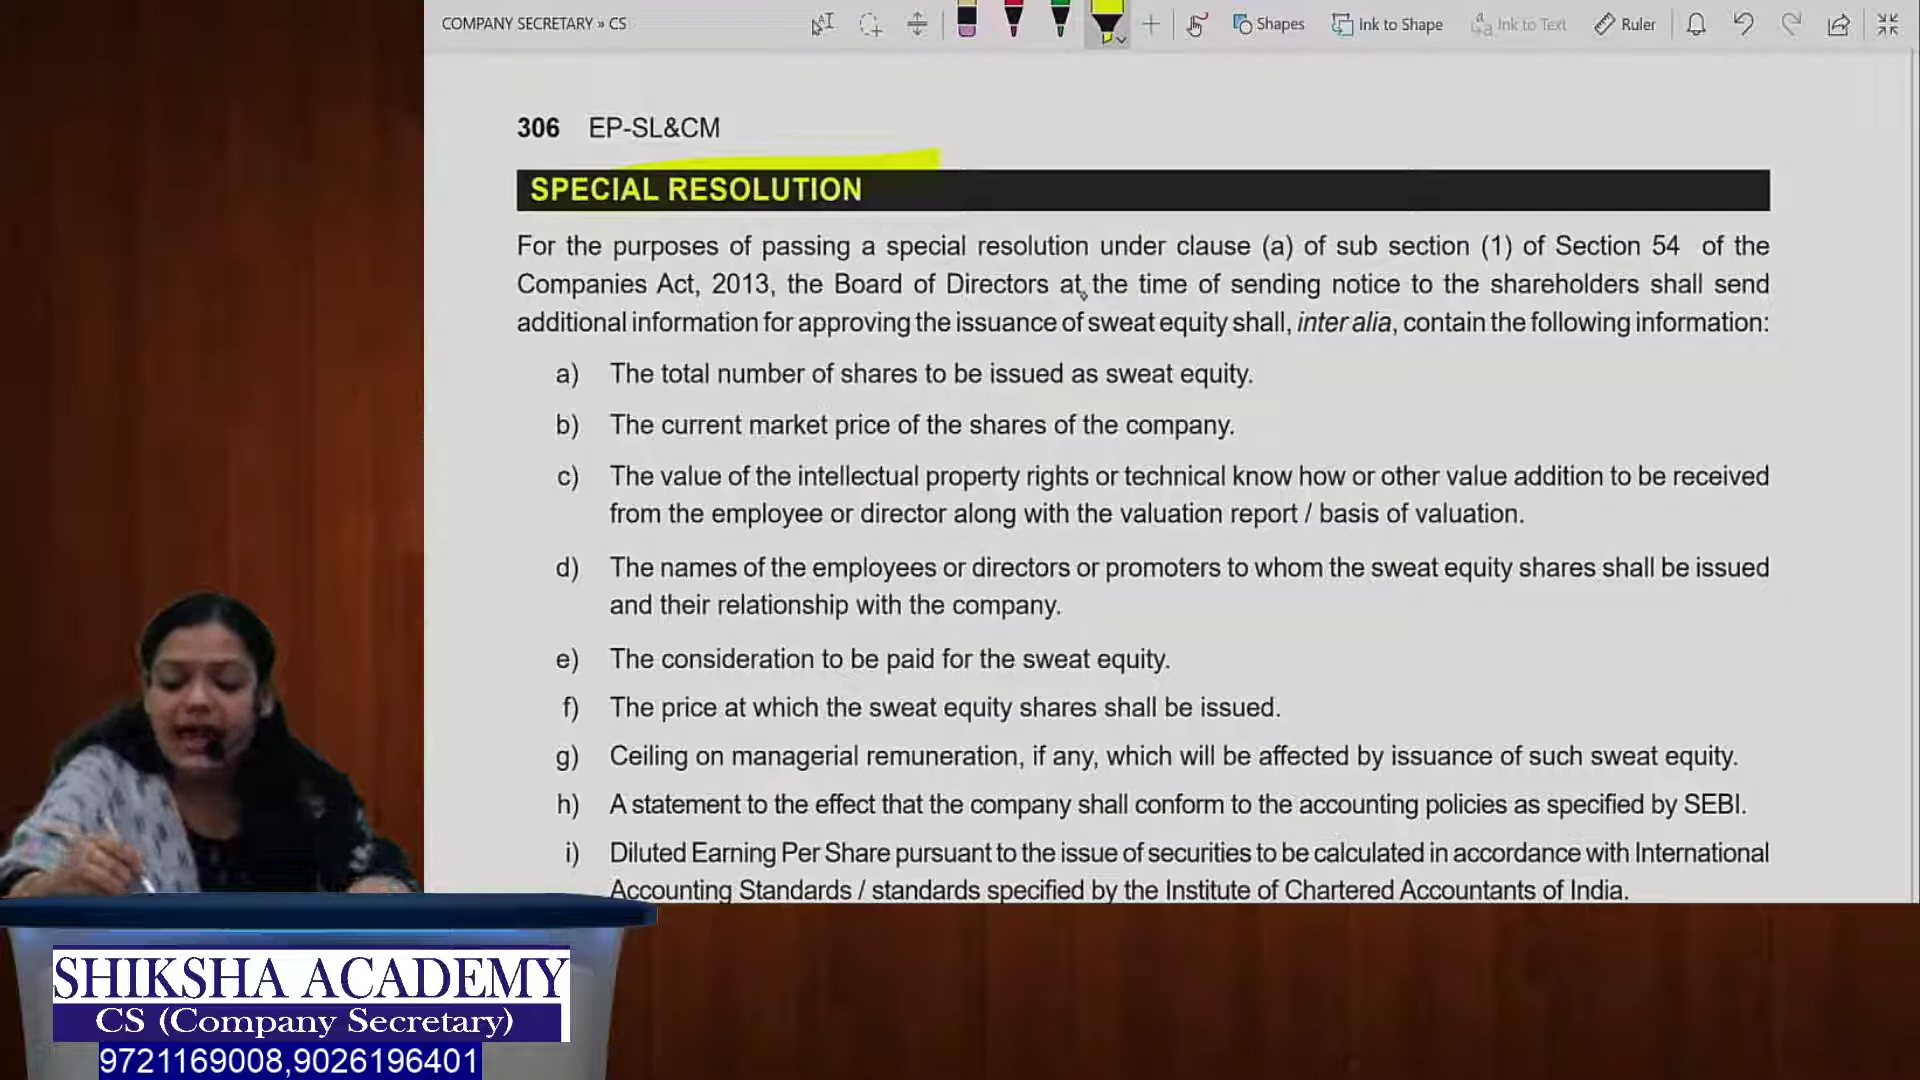 COMPANY SECRETARY » CS
Shapes
Ink to Shape
Ink to Text
Ruler
306 EP-SL&CM
SPECIAL RESOLUTION
For the purposes of passing a special resolution under clause (a) of sub section (1) of Section 54 of the
Companies Act, 2013, the Board of Directors at the time of sending notice to the shareholders shall send
additional information for approving the issuance of sweat equity shall, inter alia, contain the following information:
a) The total number of shares to be issued as sweat equity.
b) The current market price of the shares of the company.
c) The value of the intellectual property rights or technical know how or other value addition to be received
from the employee or director along with the valuation report / basis of valuation.
d) The names of the employees or directors or promoters to whom the sweat equity shares shall be issued
and their relationship with the company.
e) The consideration to be paid for the sweat equity.
f) The price at which the sweat equity shares shall be issued.
g) Ceiling on managerial remuneration, if any, which will be affected by issuance of such sweat equity.
h) A statement to the effect that the company shall conform to the accounting policies as specified by SEBI.
i) Diluted Earning Per Share pursuant to the issue of securities to be calculated in accordance with International
Accounting Standards / standards specified by the Institute of Chartered Accountants of India.
SHIKSHA ACADEMY
CS (Company Secretary)
9721169008,9026196401